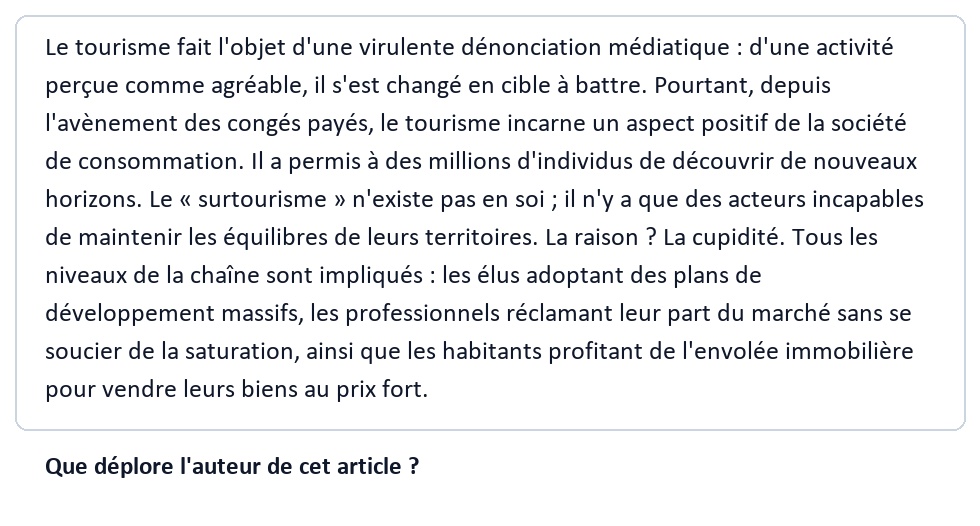 Le tourisme fait l'objet d'une virulente dénonciation médiatique : d'une activité
perçue comme agréable, il s'est changé en cible à battre. Pourtant, depuis
l'avènement des congés payés, le tourisme incarne un aspect positif de la société
de consommation. Il a permis à des millions d'individus de découvrir de nouveaux
horizons. Le « surtourisme » n'existe pas en soi ; il n'y a que des acteurs incapables
de maintenir les équilibres de leurs territoires. La raison ? La cupidité. Tous les
niveaux de la chaîne sont impliqués : les élus adoptant des plans de
développement massifs, les professionnels réclamant leur part du marché sans se
soucier de la saturation, ainsi que les habitants profitant de l'envolée immobilière
pour vendre leurs biens au prix fort.
Que déplore l'auteur de cet article ?